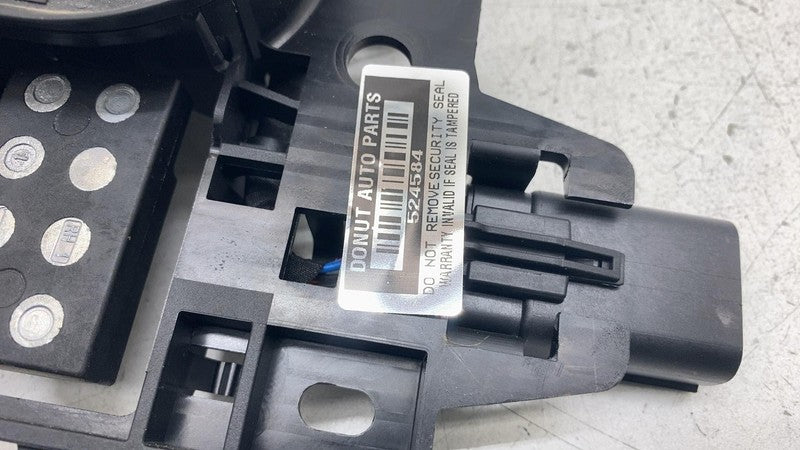 DONUT AUTO PARTS
524584
DO NOT REMOVE SECURITY SEAL
WARRANTY INVALID IF SEAL IS TAMPERED